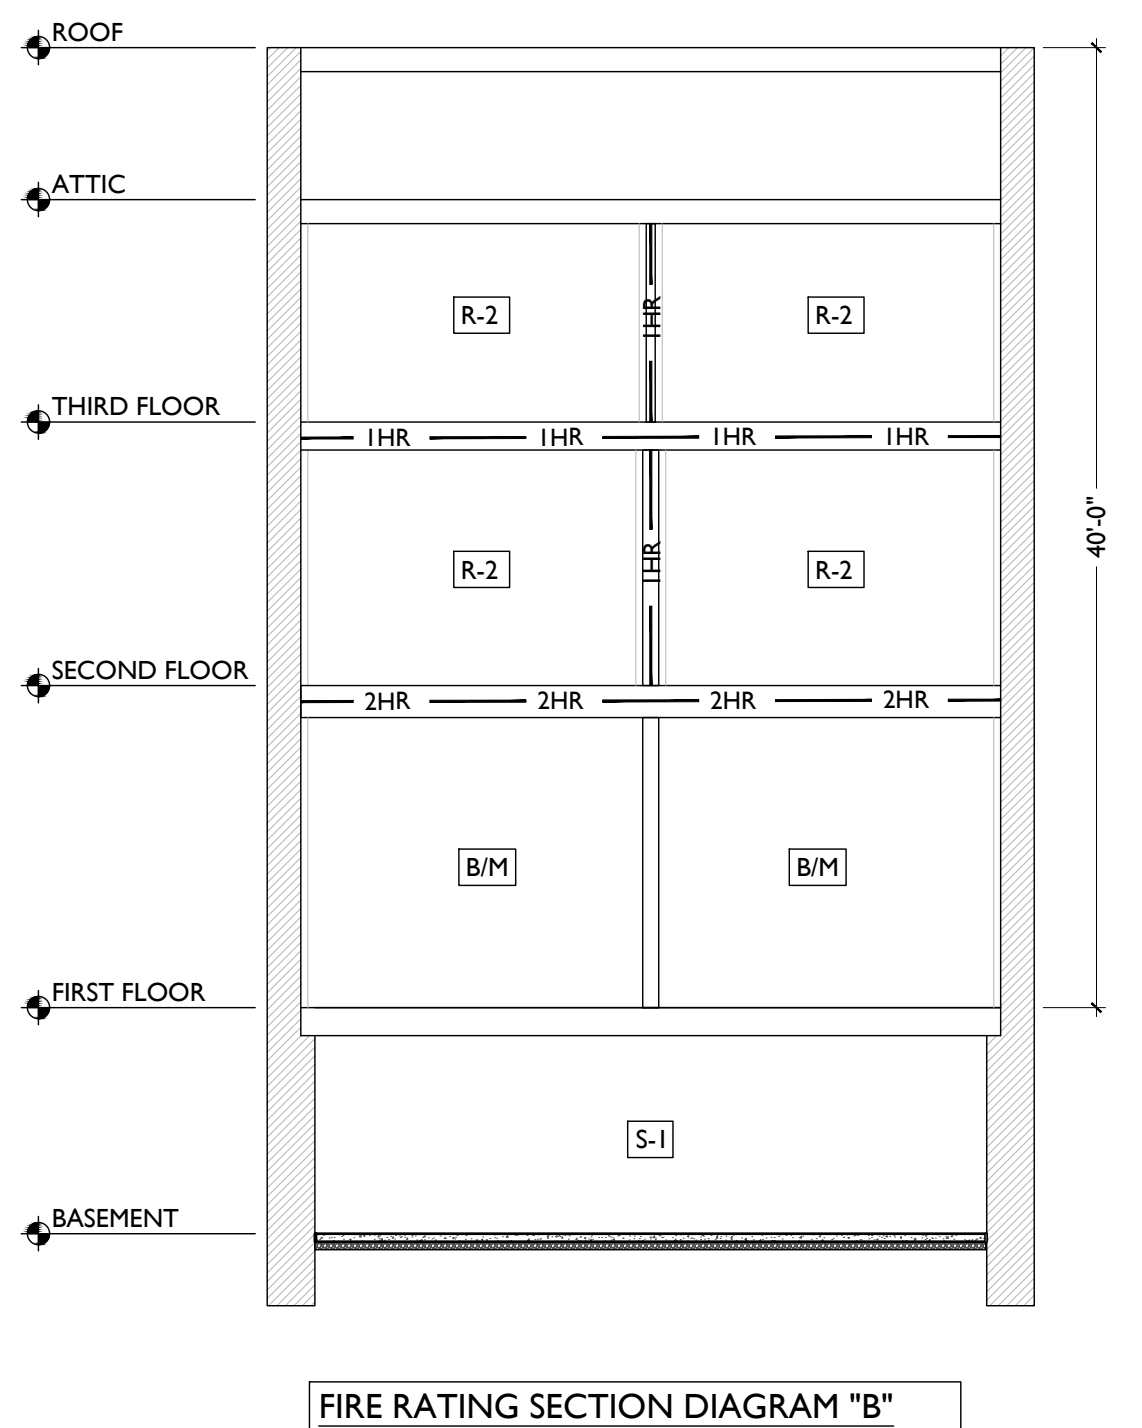 ROOF
ATTIC
R-2
1HR
R-2
THIRD FLOOR
1HR 1HR 1HR 1HR
40'-0"
R-2
1HR
R-2
SECOND FLOOR
2HR 2HR 2HR 2HR
B/M
B/M
FIRST FLOOR
S-1
BASEMENT
FIRE RATING SECTION DIAGRAM "B"